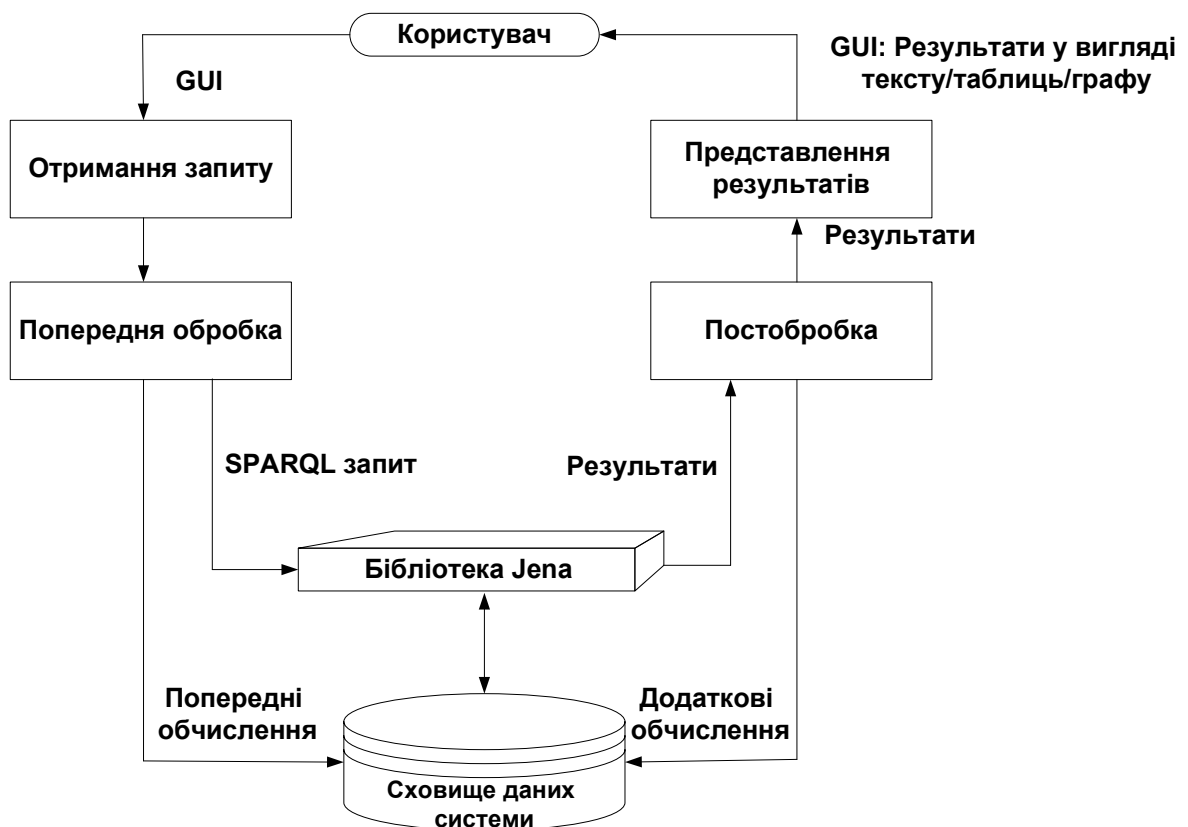 Користувач
GUI: Результати у вигляді
тексту/таблиць/графу
GUI
Отримання запиту
Представлення
результатів
Результати
Попередня обробка
Постобробка
SPARQL запит
Результати
Бібліотека Jena
Попередні
обчислення
Додаткові
обчислення
Сховище даних
системи